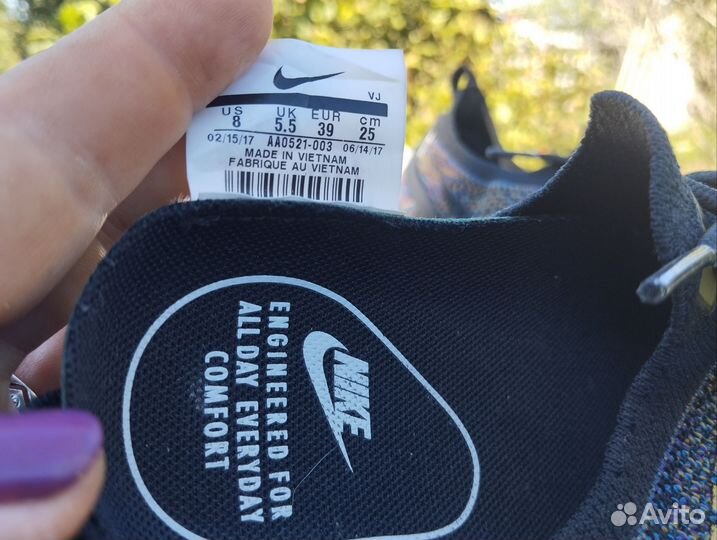 VJ
US UK EUR cm
8 5.5 39 25
02/15/17 AA0521-003 06/14/17
MADE IN VIETNAM
FABRIQUE AU VIETNAM
NIKE
ENGINEERED FOR
ALL DAY EVERYDAY
COMFORT
Avito